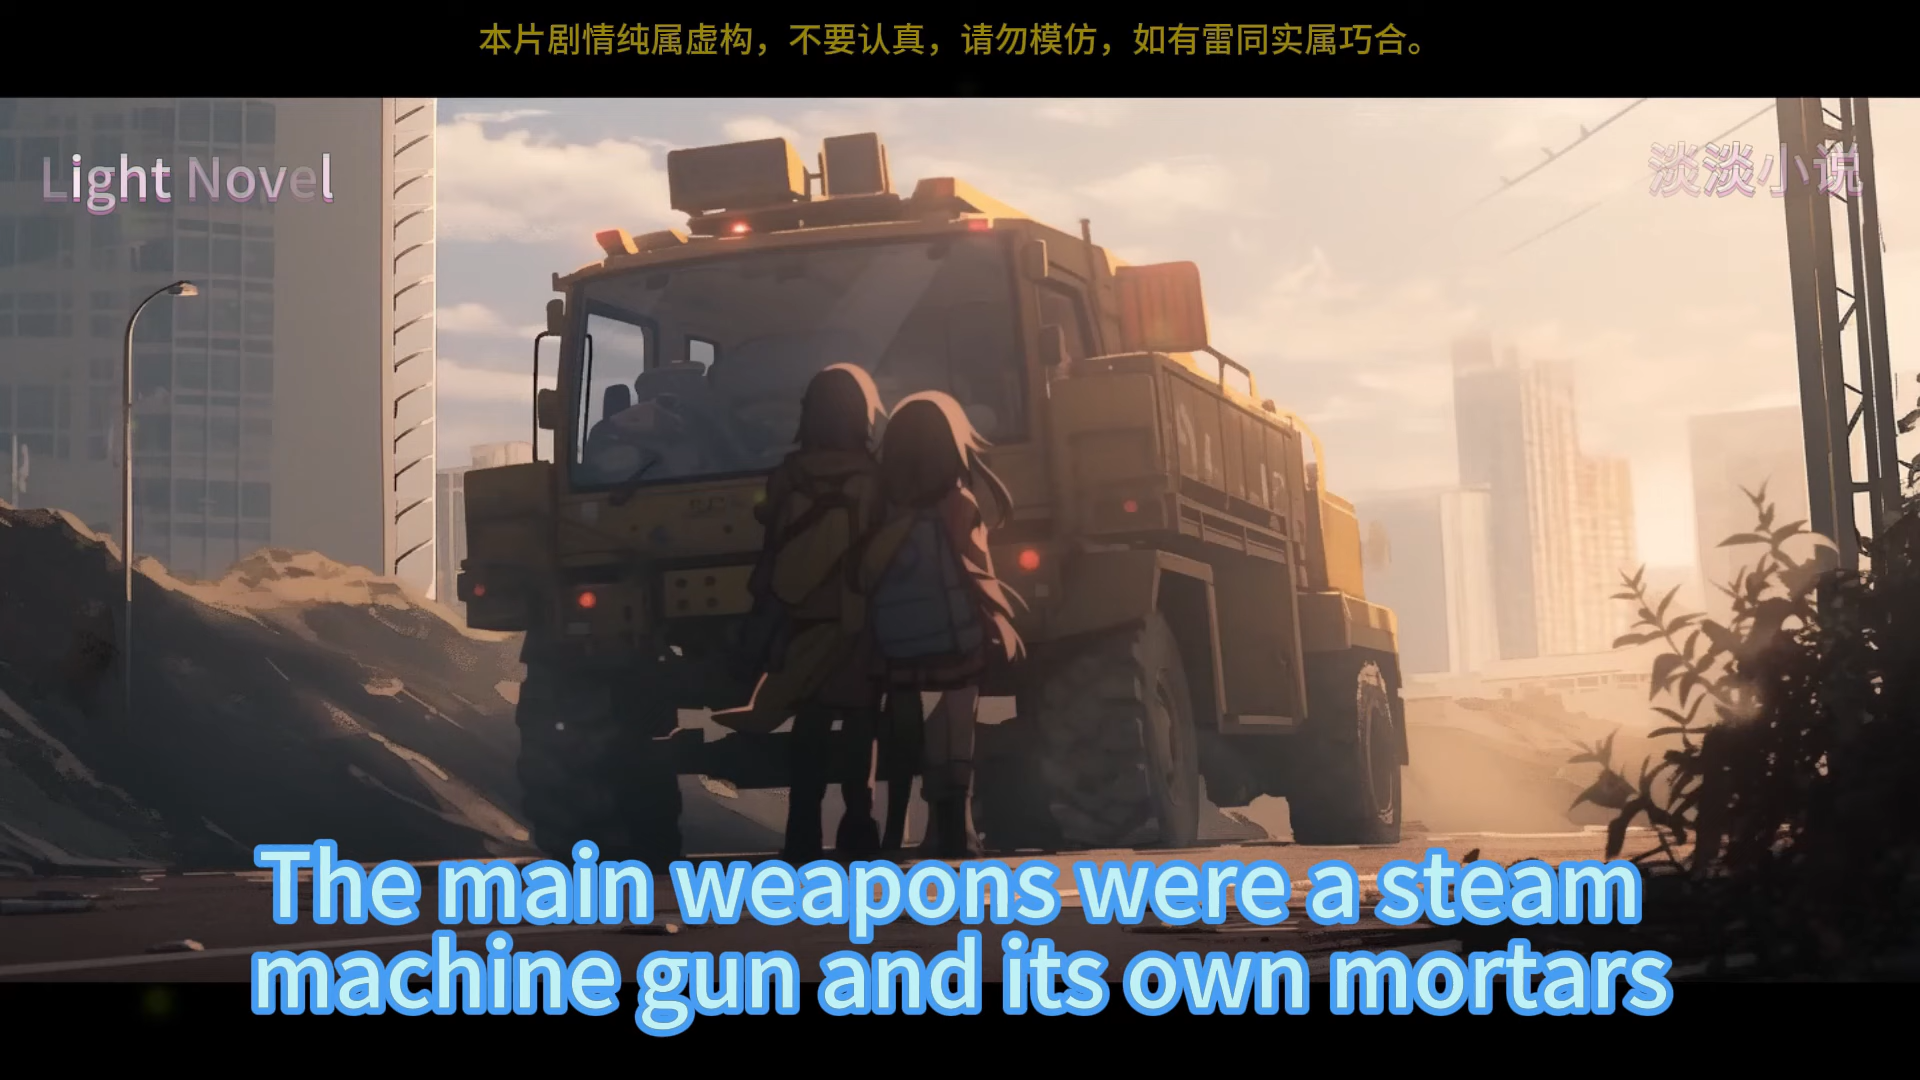 本片剧情纯属虚构，不要认真，请勿模仿，如有雷同实属巧合。
Light Novel
淡淡小说
The main weapons were a steam
machine gun and its own mortars